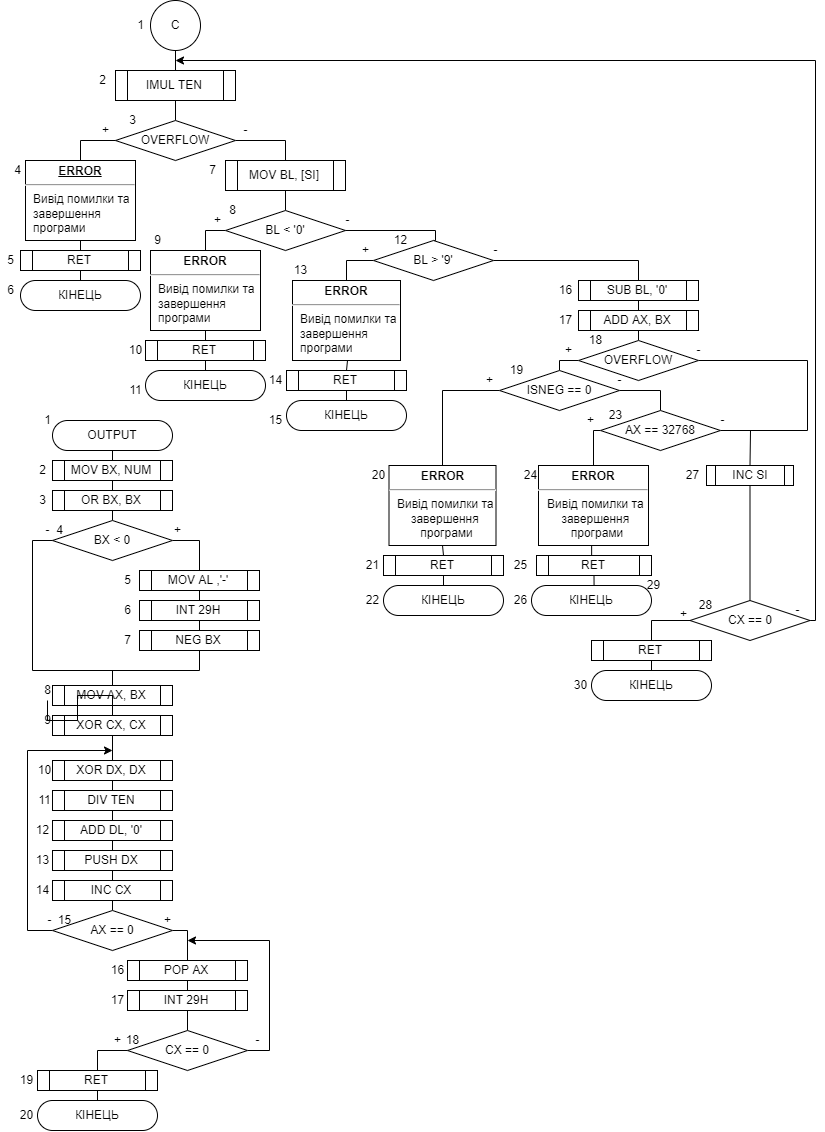 1
C
2
IMUL TEN
3
+
OVERFLOW
-
4
ERROR
Вивід помилки та
завершення
програми
5
RET
6
КІНЕЦЬ
7
MOV BL, [SI]
8
+
BL < '0'
-
9
ERROR
Вивід помилки та
завершення
програми
10
RET
11
КІНЕЦЬ
12
+
BL > '9'
-
13
ERROR
Вивід помилки та
завершення
програми
14
RET
15
КІНЕЦЬ
16
SUB BL, '0'
17
ADD AX, BX
18
+
OVERFLOW
-
19
+
ISNEG == 0
-
20
ERROR
Вивід помилки та
завершення
програми
21
RET
22
КІНЕЦЬ
23
+
AX == 32768
-
24
ERROR
Вивід помилки та
завершення
програми
25
RET
26
КІНЕЦЬ
27
INC SI
28
+
CX == 0
-
29
RET
30
КІНЕЦЬ
1
OUTPUT
2
MOV BX, NUM
3
OR BX, BX
- 4
BX < 0
+
5
MOV AL ,'-'
6
INT 29H
7
NEG BX
8
MOV AX, BX
9
XOR CX, CX
10
XOR DX, DX
11
DIV TEN
12
ADD DL, '0'
13
PUSH DX
14
INC CX
- 15
AX == 0
+
16
POP AX
17
INT 29H
+ 18
CX == 0
-
19
RET
20
КІНЕЦЬ